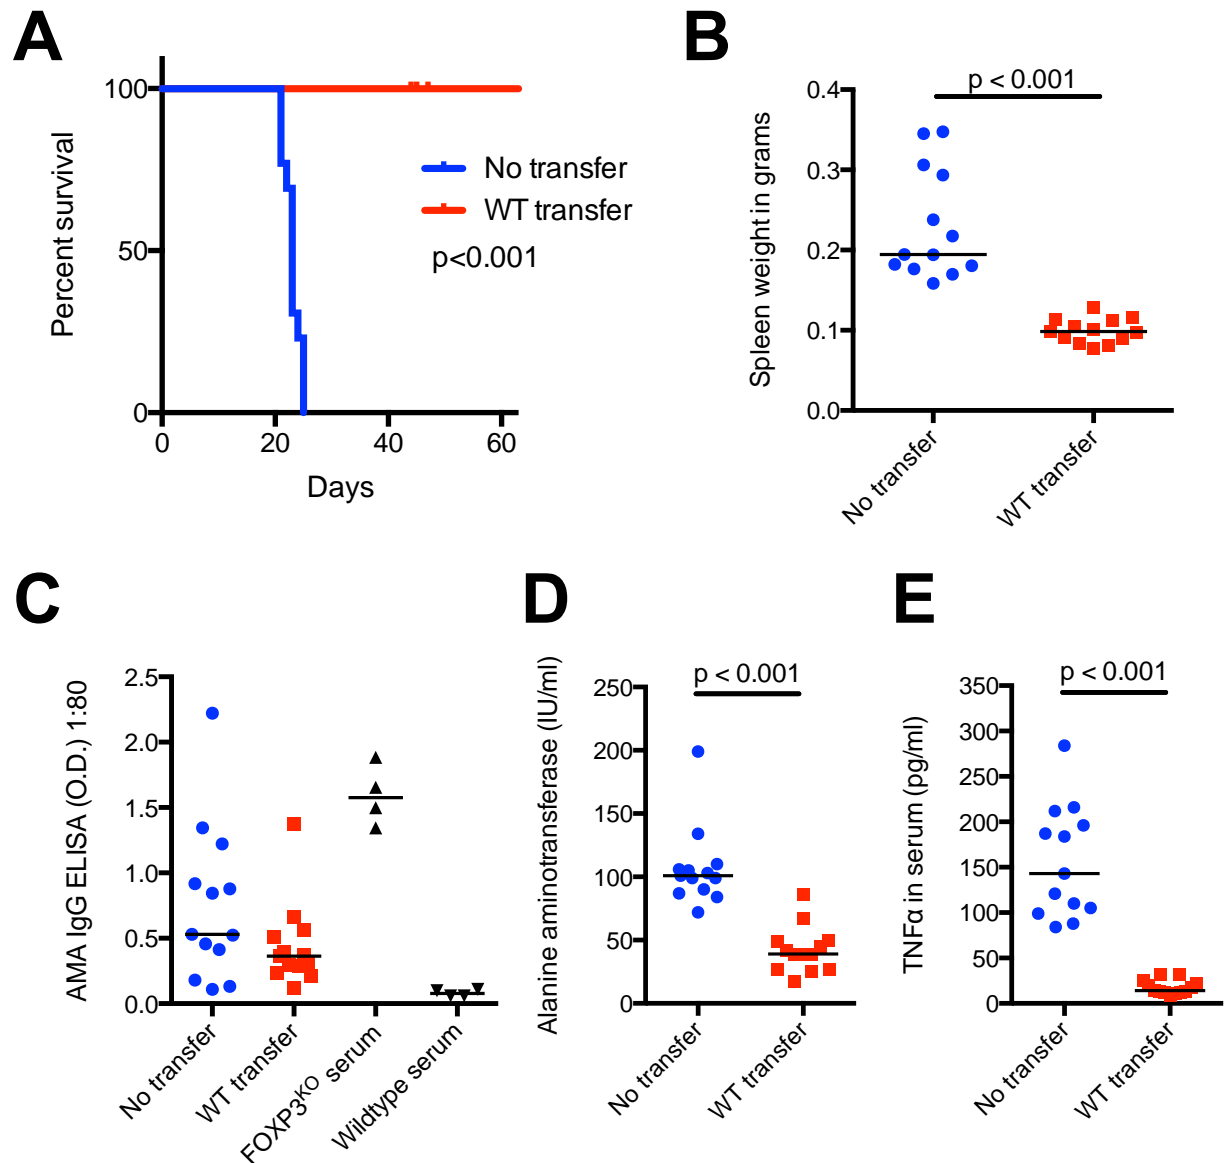 A
Percent survival
100
50
0
0 20 40 60
Days
No transfer
WT transfer
p<0.001
B
Spleen weight in grams
0.4
0.3
0.2
0.1
0.0
p < 0.001
No transfer
WT transfer
C
AMA IgG ELISA (O.D.) 1:80
2.5
2.0
1.5
1.0
0.5
0.0
No transfer
WT transfer
FOXP3ᴷᴼ serum
Wildtype serum
D
Alanine aminotransferase (IU/ml)
250
200
150
100
50
0
p < 0.001
No transfer
WT transfer
E
TNFα in serum (pg/ml)
350
300
250
200
150
100
50
0
p < 0.001
No transfer
WT transfer